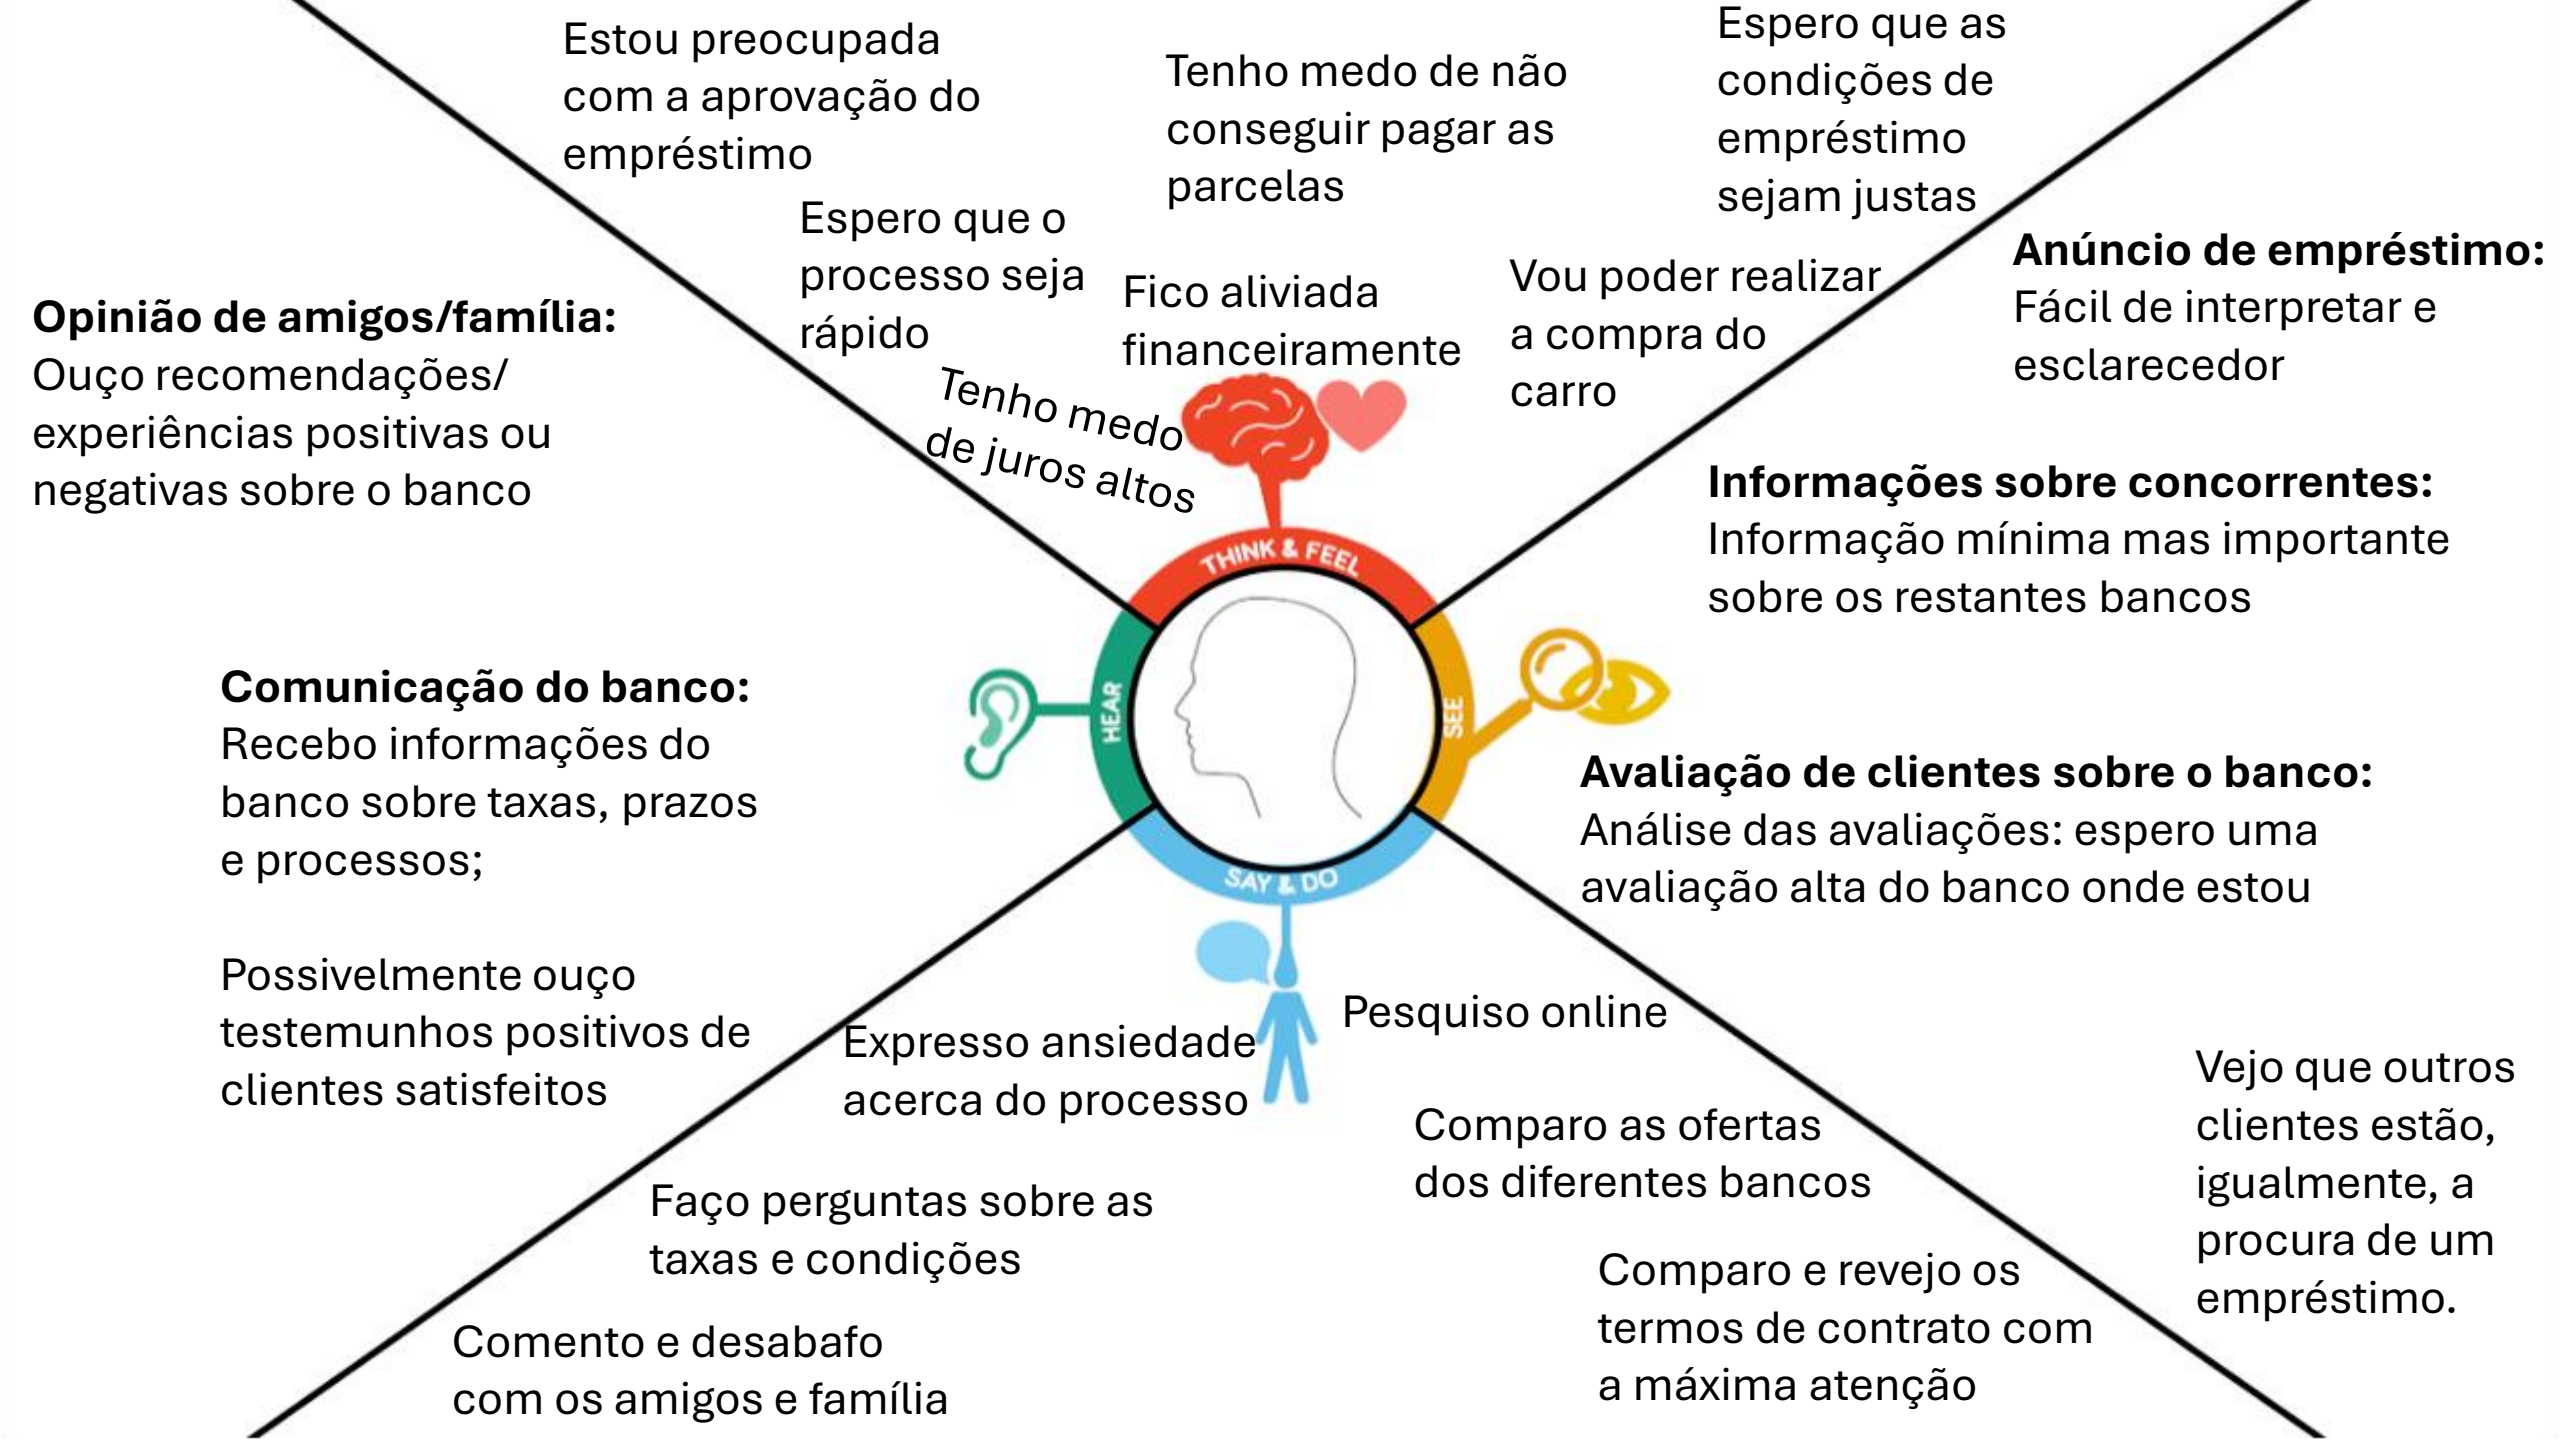 Estou preocupada
com a aprovação do
empréstimo
Tenho medo de não
conseguir pagar as
parcelas
Espero que as
condições de
empréstimo
sejam justas
Espero que o
processo seja
rápido
Fico aliviada
financeiramente
Vou poder realizar
a compra do
carro
Tenho medo
de juros altos
THINK & FEEL
Opinião de amigos/família:
Ouço recomendações/
experiências positivas ou
negativas sobre o banco
Comunicação do banco:
Recebo informações do
banco sobre taxas, prazos
e processos;
Possivelmente ouço
testemunhos positivos de
clientes satisfeitos
HEAR
Anúncio de empréstimo:
Fácil de interpretar e
esclarecedor
Informações sobre concorrentes:
Informação mínima mas importante
sobre os restantes bancos
SEE
Avaliação de clientes sobre o banco:
Análise das avaliações: espero uma
avaliação alta do banco onde estou
Vejo que outros
clientes estão,
igualmente, a
procura de um
empréstimo.
SAY & DO
Expresso ansiedade
acerca do processo
Pesquiso online
Comparo as ofertas
dos diferentes bancos
Faço perguntas sobre as
taxas e condições
Comparo e revejo os
termos de contrato com
a máxima atenção
Comento e desabafo
com os amigos e família